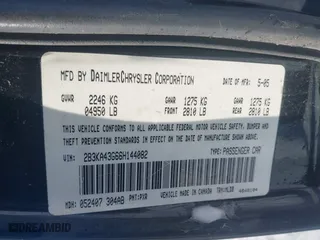 MFD BY DAIMLERCHRYSLER CORPORATION
DATE OF MFR: 5-05
GVWR 2246 KG GAWR 1275 KG GAWR 1275 KG
04950 LB FRONT 2810 LB REAR 2810 LB
THIS VEHICLE CONFORMS TO ALL APPLICABLE
FEDERAL MOTOR VEHICLE SAFETY, BUMPER AND
THEFT PREVENTION STANDARDS IN EFFECT ON THE
DATE OF MANUFACTURE SHOWN ABOVE.
VIN: 2B3KA43G66H144082 TYPE: PASSENGER CAR
MDH: 052407 304AB PNT: PXB VEHICLE MADE IN CANADA